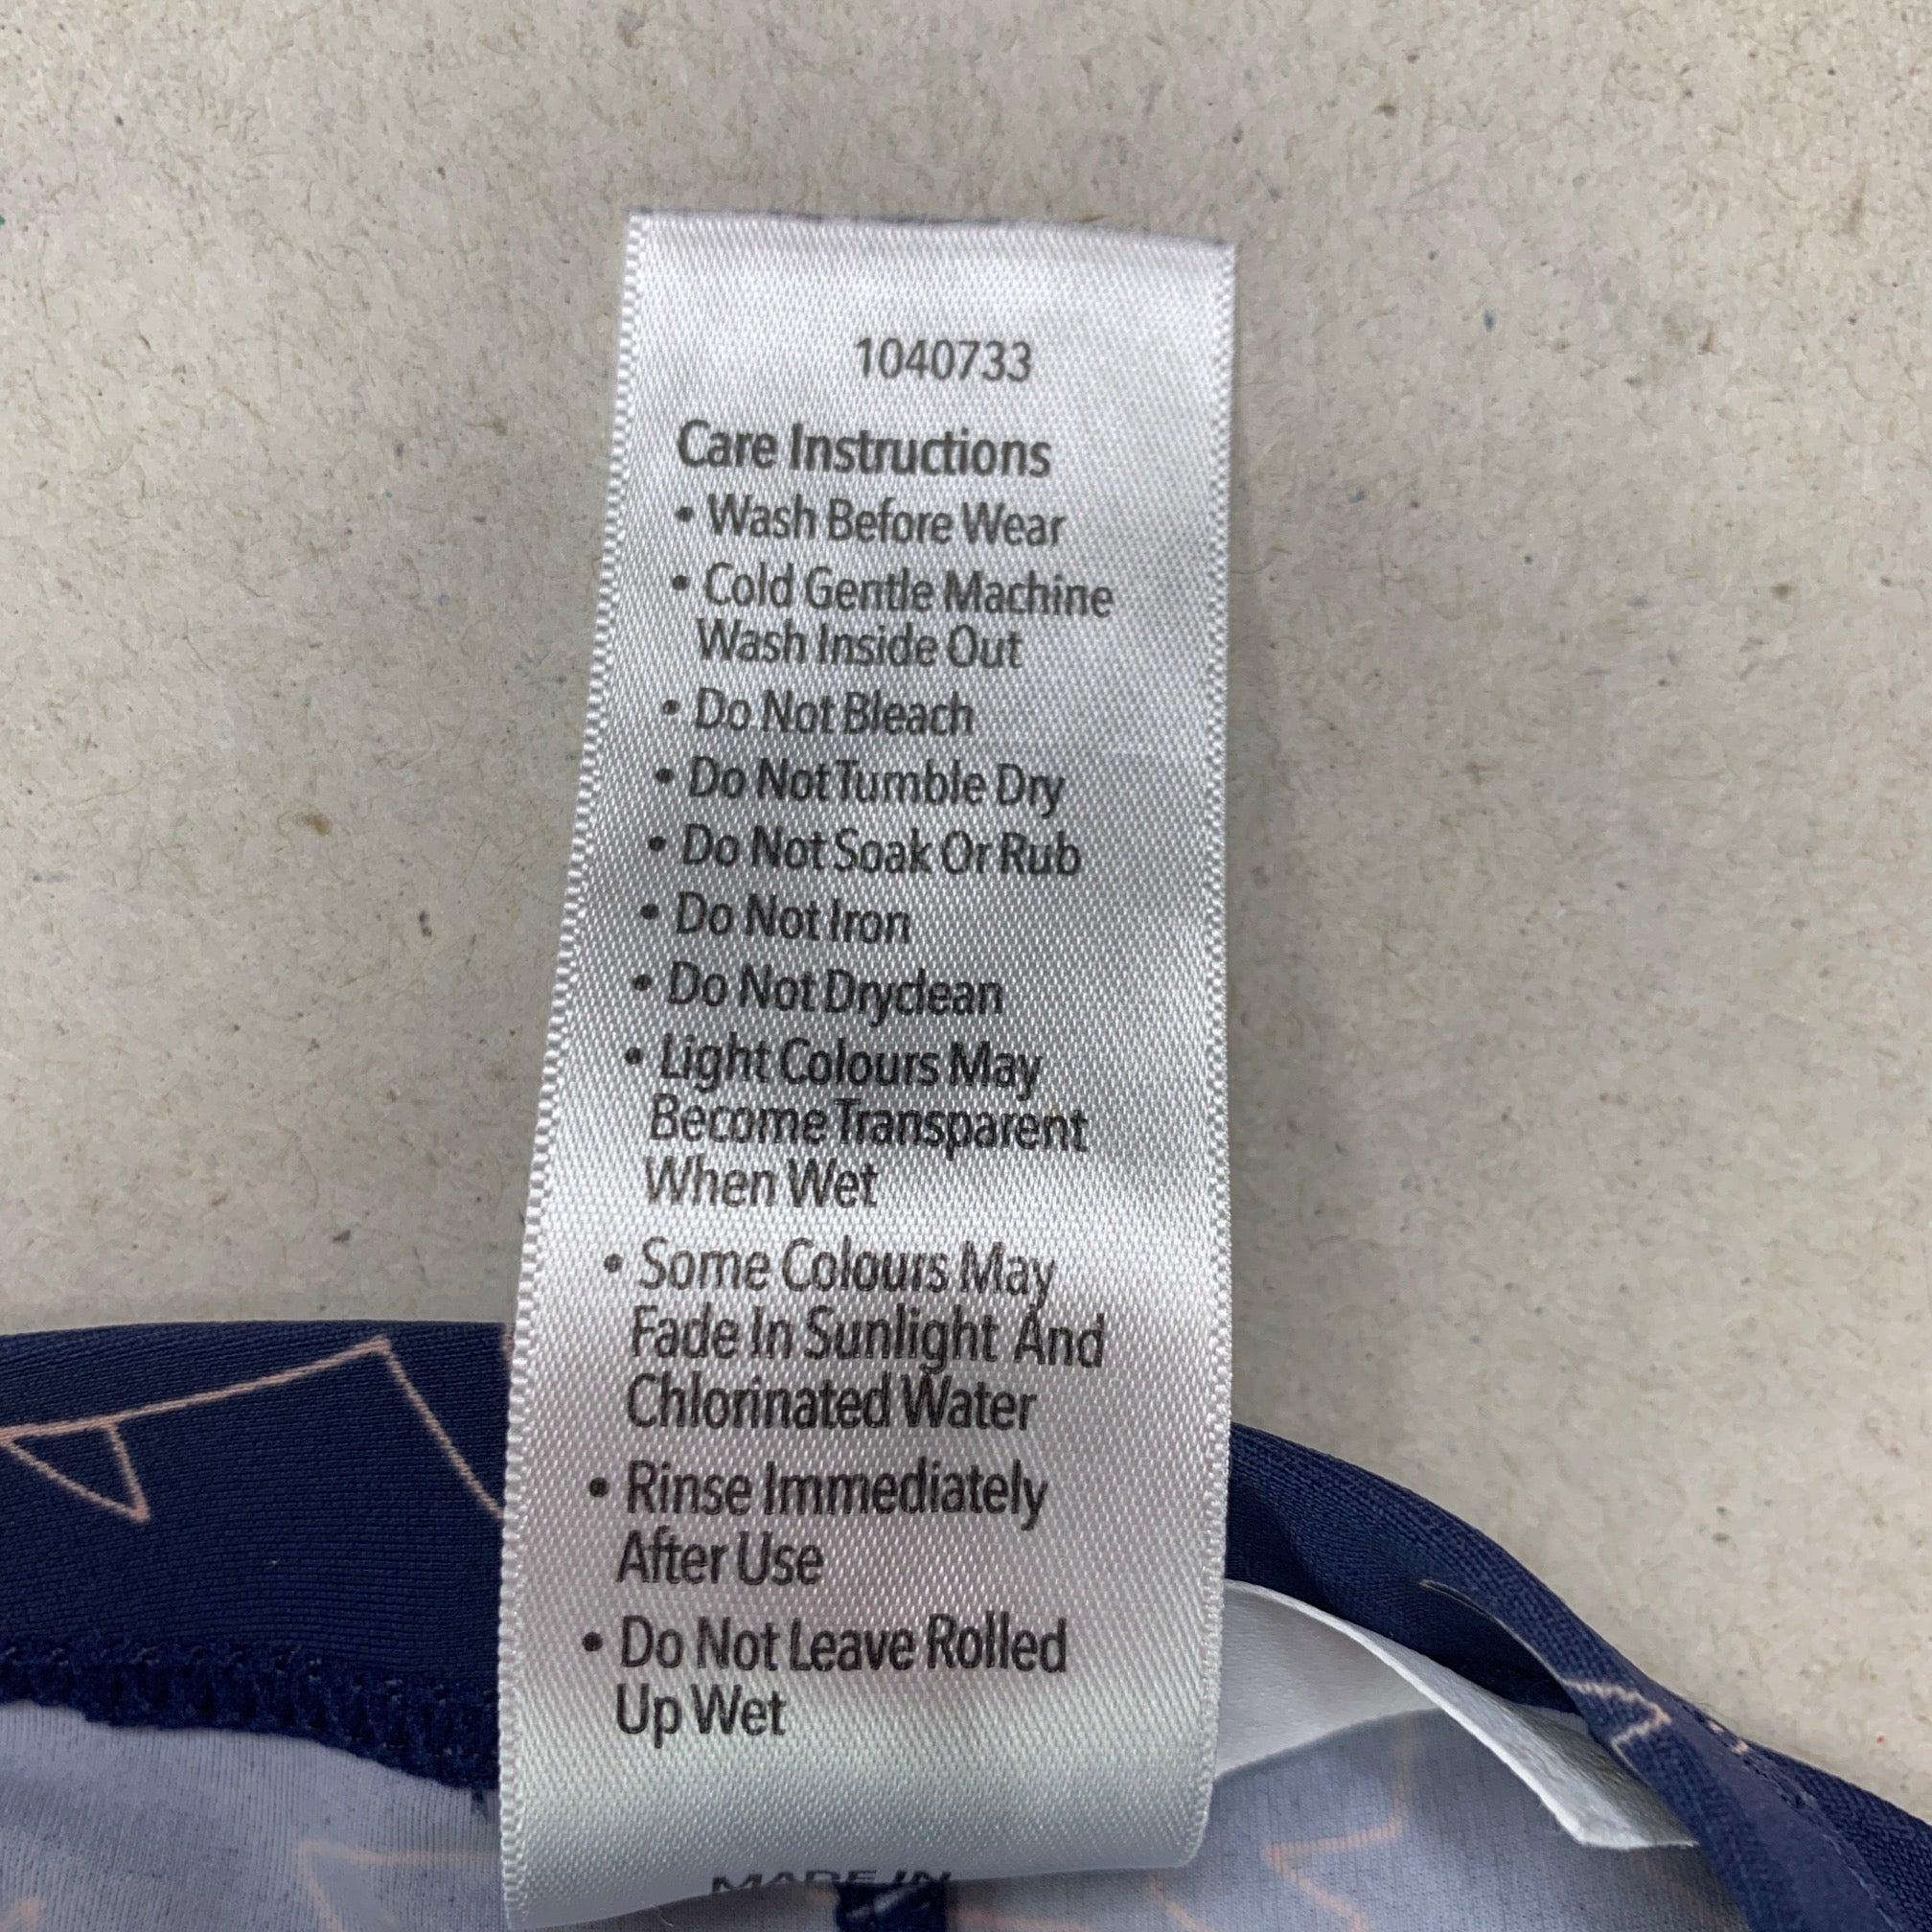 1040733
Care Instructions
• Wash Before Wear
• Cold Gentle Machine
Wash Inside Out
• Do Not Bleach
• Do Not Tumble Dry
• Do Not Soak Or Rub
• Do Not Iron
• Do Not Dryclean
• Light Colours May
Become Transparent
When Wet
• Some Colours May
Fade In Sunlight And
Chlorinated Water
• Rinse Immediately
After Use
• Do Not Leave Rolled
Up Wet
MADE IN